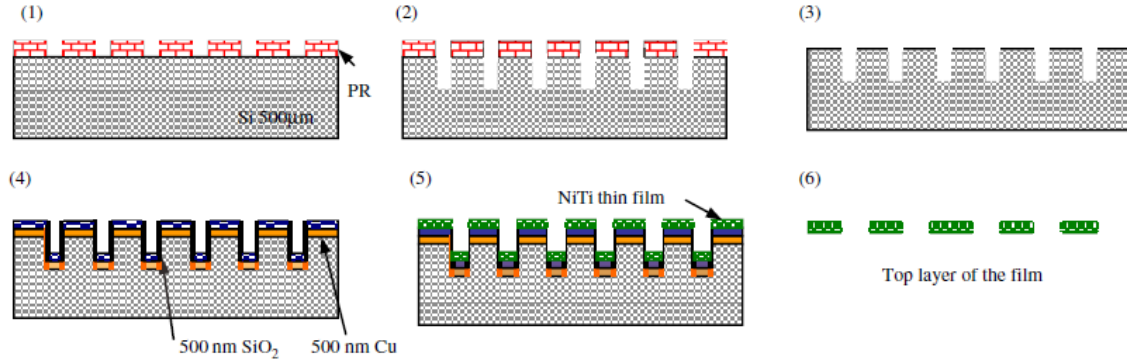 (1)
(2)
(3)
PR
Si 500μm
(4)
(5)
(6)
NiTi thin film
Top layer of the film
500 nm SiO₂
500 nm Cu